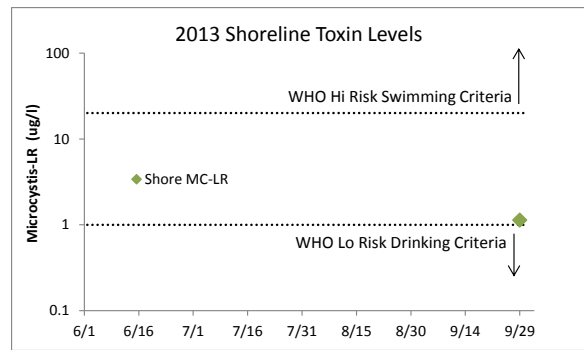 2013 Shoreline Toxin Levels
100
WHO Hi Risk Swimming Criteria
10
Shore MC-LR
1
WHO Lo Risk Drinking Criteria
0.1
Microcystis-LR (ug/l)
6/1 6/16 7/1 7/16 7/31 8/15 8/30 9/14 9/29